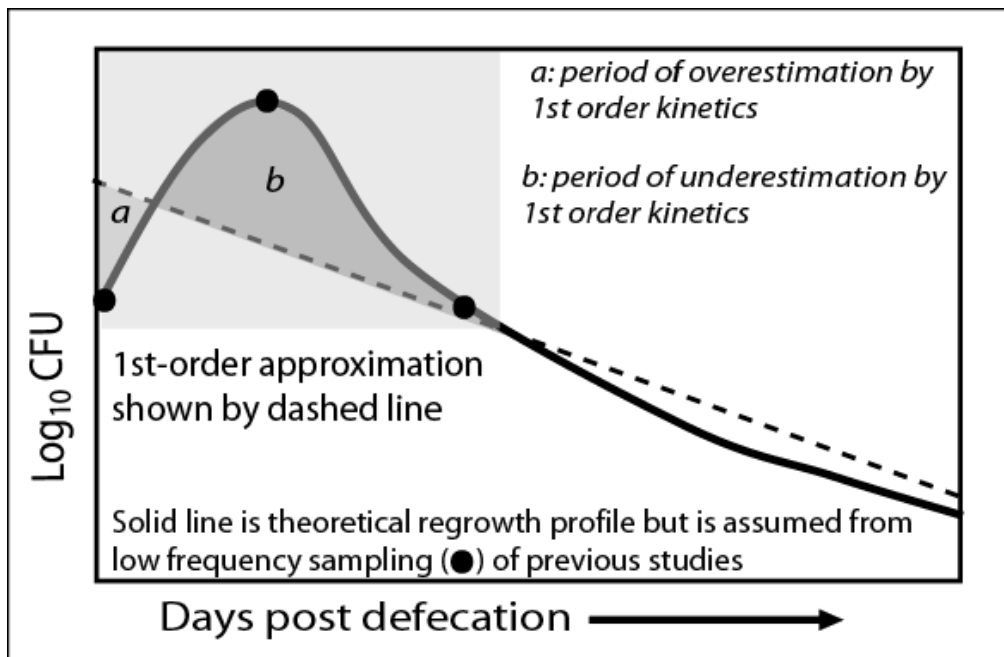 a: period of overestimation by
1st order kinetics
b: period of underestimation by
1st order kinetics
a
b
1st-order approximation
shown by dashed line
Solid line is theoretical regrowth profile but is assumed from
low frequency sampling (●) of previous studies
Log₁₀ CFU
Days post defecation